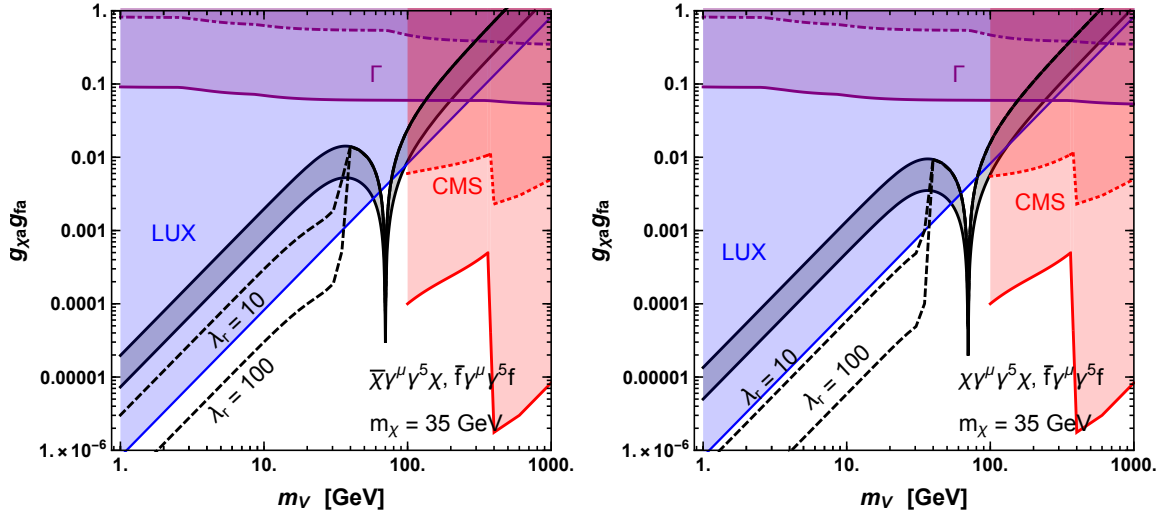 1
0.1
0.01
0.001
0.0001
0.00001
1. × 10⁻⁶
g_χa g_fa
1.
10.
100.
1000.
m_V [GeV]
Γ
LUX
CMS
λ_r = 10
λ_r = 100
χ̅γ^μγ^5χ, f̅γ^μγ^5f
m_χ = 35 GeV
1
0.1
0.01
0.001
0.0001
0.00001
1. × 10⁻⁶
g_χa g_fa
1.
10.
100.
1000.
m_V [GeV]
Γ
LUX
CMS
λ_r = 10
λ_r = 100
χγ^μγ^5χ, f̅γ^μγ^5f
m_χ = 35 GeV